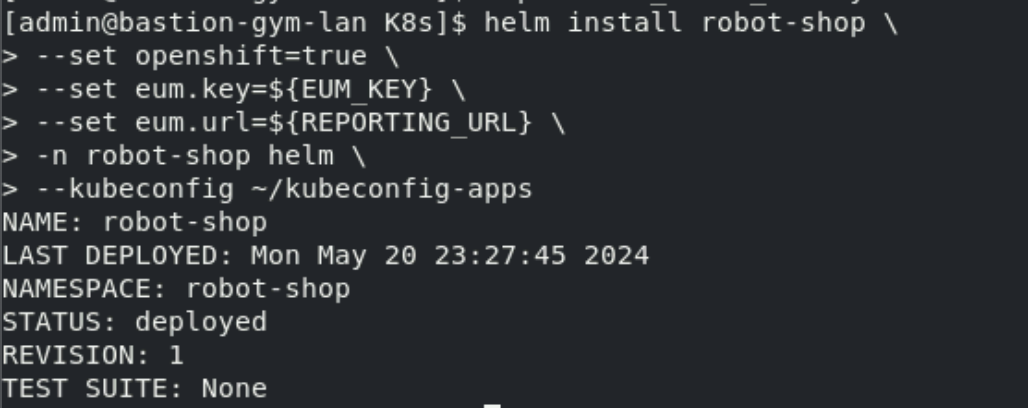 [admin@bastion-gym-lan K8s]$ helm install robot-shop \
> --set openshift=true \
> --set eum.key=${EUM_KEY} \
> --set eum.url=${REPORTING_URL} \
> -n robot-shop helm \
> --kubeconfig ~/kubeconfig-apps
NAME: robot-shop
LAST DEPLOYED: Mon May 20 23:27:45 2024
NAMESPACE: robot-shop
STATUS: deployed
REVISION: 1
TEST SUITE: None